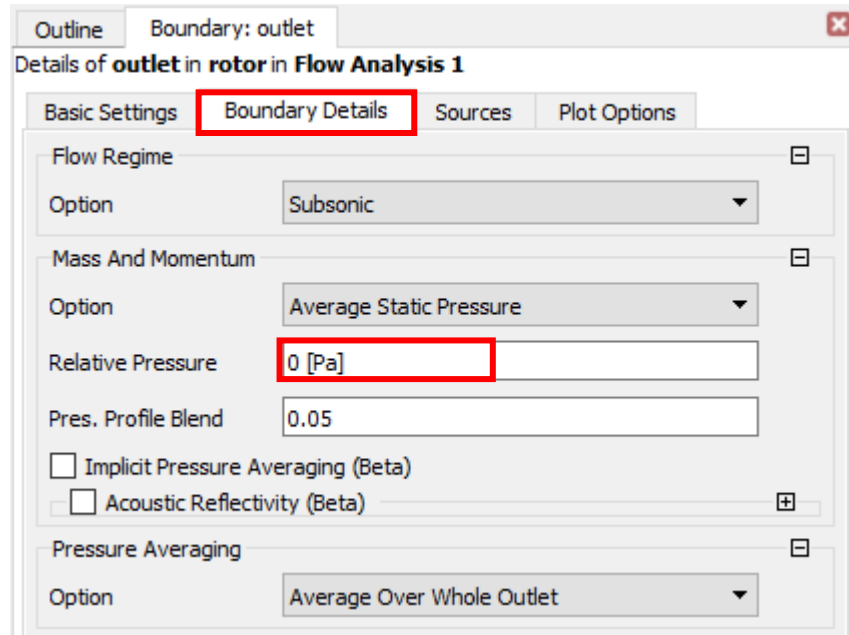 Outline Boundary: outlet
Details of outlet in rotor in Flow Analysis 1
Basic Settings Boundary Details Sources Plot Options
Flow Regime
Option Subsonic
Mass And Momentum
Option Average Static Pressure
Relative Pressure 0 [Pa]
Pres. Profile Blend 0.05
Implicit Pressure Averaging (Beta)
Acoustic Reflectivity (Beta)
Pressure Averaging
Option Average Over Whole Outlet